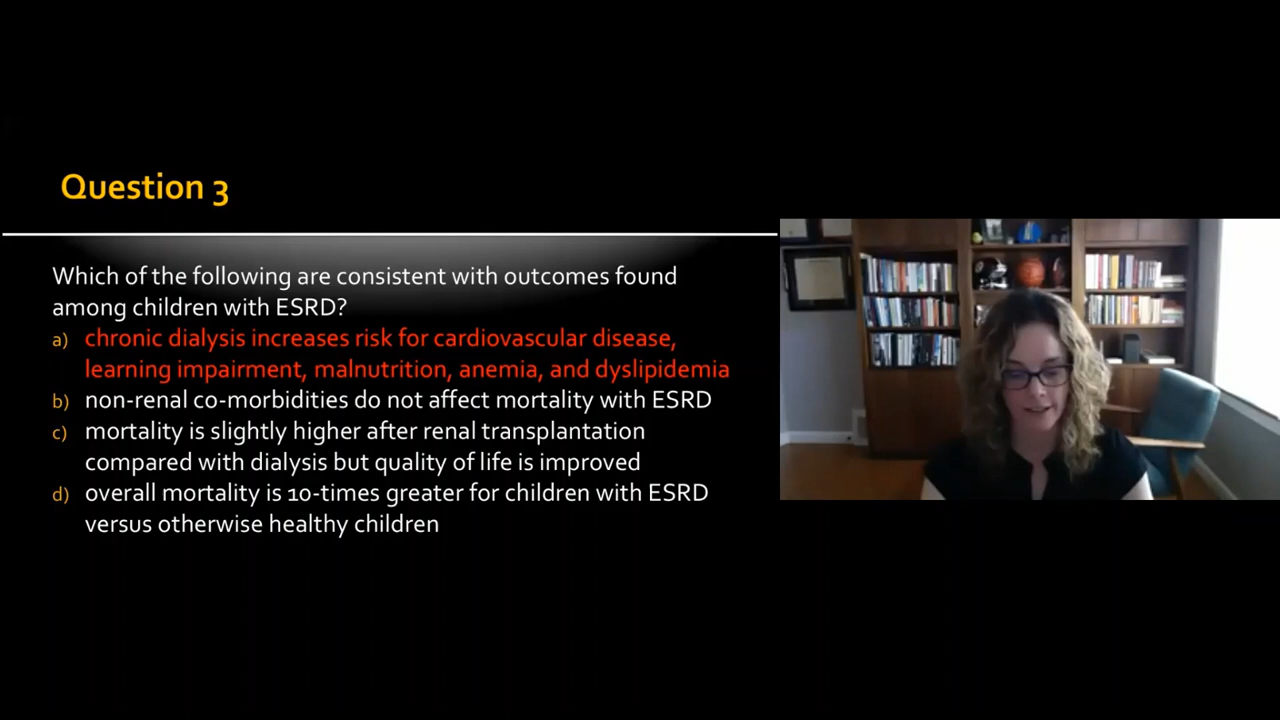 Question 3
Which of the following are consistent with outcomes found
among children with ESRD?
a) chronic dialysis increases risk for cardiovascular disease,
learning impairment, malnutrition, anemia, and dyslipidemia
b) non-renal co-morbidities do not affect mortality with ESRD
c) mortality is slightly higher after renal transplantation
compared with dialysis but quality of life is improved
d) overall mortality is 10-times greater for children with ESRD
versus otherwise healthy children